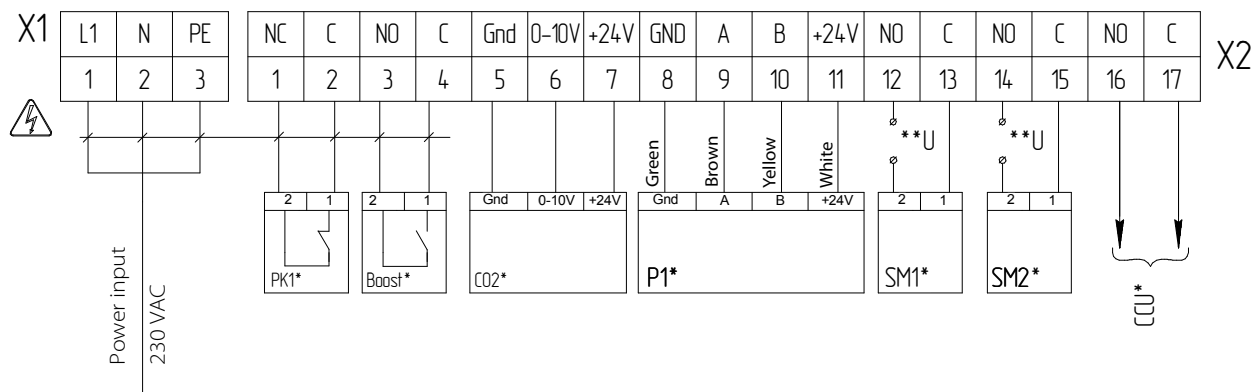 X1
L1 N PE NC C NO C Gnd 0-10V +24V GND A B +24V NO C NO C NO C
X2
1 2 3 1 2 3 4 5 6 7 8 9 10 11 12 13 14 15 16 17
**U **U
Green Brown Yellow White
2 1 2 1 Gnd 0-10V +24V Gnd A B +24V 2 1 2 1
PK1* Boost* CO2* P1* SM1* SM2*
CCU*
Power input
230 VAC